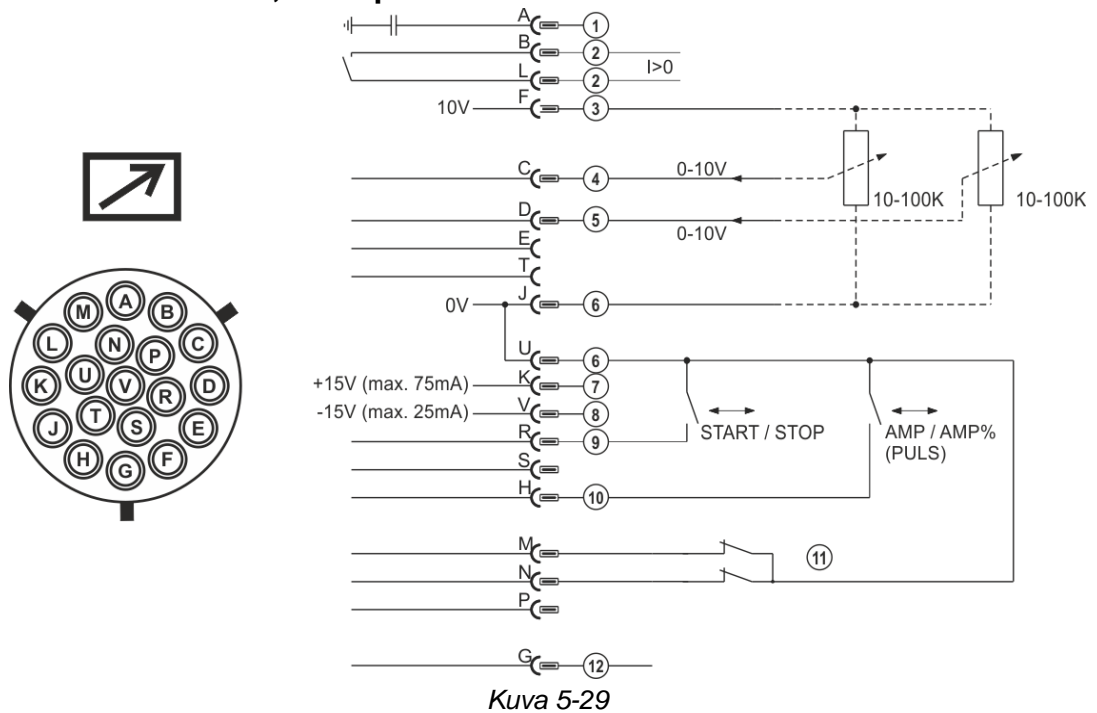 A 1
B 2
I>0
L 2
10V F 3
C 4 0-10V
10-100K 10-100K
D 5
0-10V
E
T
0V J 6
U 6
+15V (max. 75mA) K 7
-15V (max. 25mA) V 8
START / STOP AMP / AMP%
(PULS)
R 9
S
H 10
M 11
N
P
G 12
A
M B
L N P C
K U V R D
J T S E
H G F
Kuva 5-29